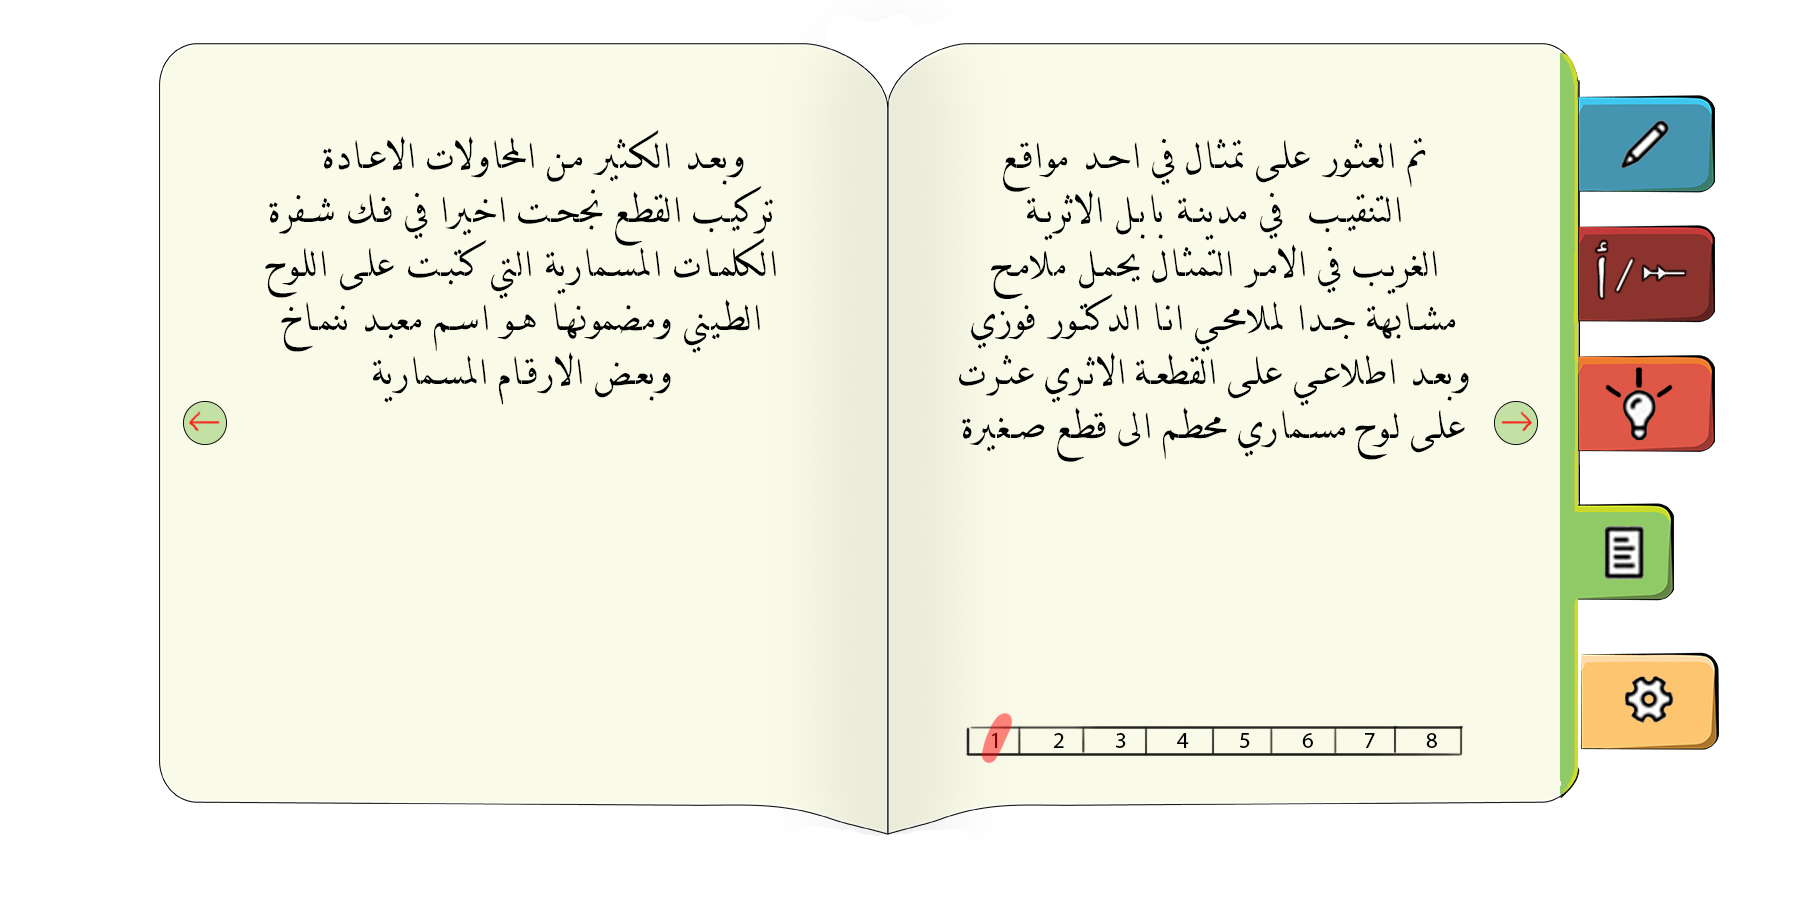 تم العثور على تمثال في احد مواقع
التنقيب في مدينة بابل الاثرية
الغريب في الامر التمثال يحمل ملامح
مشابهة جدا لملامحي انا الدكتور فوزي
وبعد اطلاعي على القطعة الاثري عثرت
على لوح مسماري محطم الى قطع صغيرة
1 2 3 4 5 6 7 8
وبعد الكثير من المحاولات الاعادة
تركيب القطع نجحت اخيرا في فك شفرة
الكلمات المسمارية التي كتبت على اللوح
الطيني ومضمونها هو اسم معبد ننماخ
وبعض الارقام المسمارية
أ /